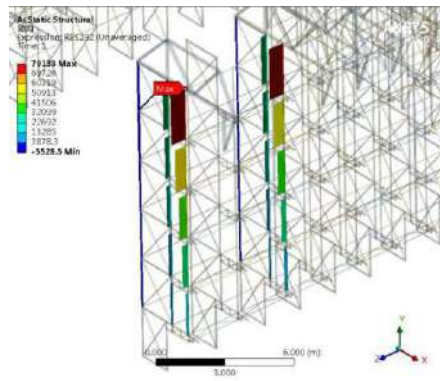 A: Static Structural
Expression: RES292 (Unaveraged)
Time: 1
79133 Max
69728
60319
50913
41506
32099
22692
13285
3878.3
-5528.5 Min
Max
0.000
6.000 (m)
3.000
Y
Z
X